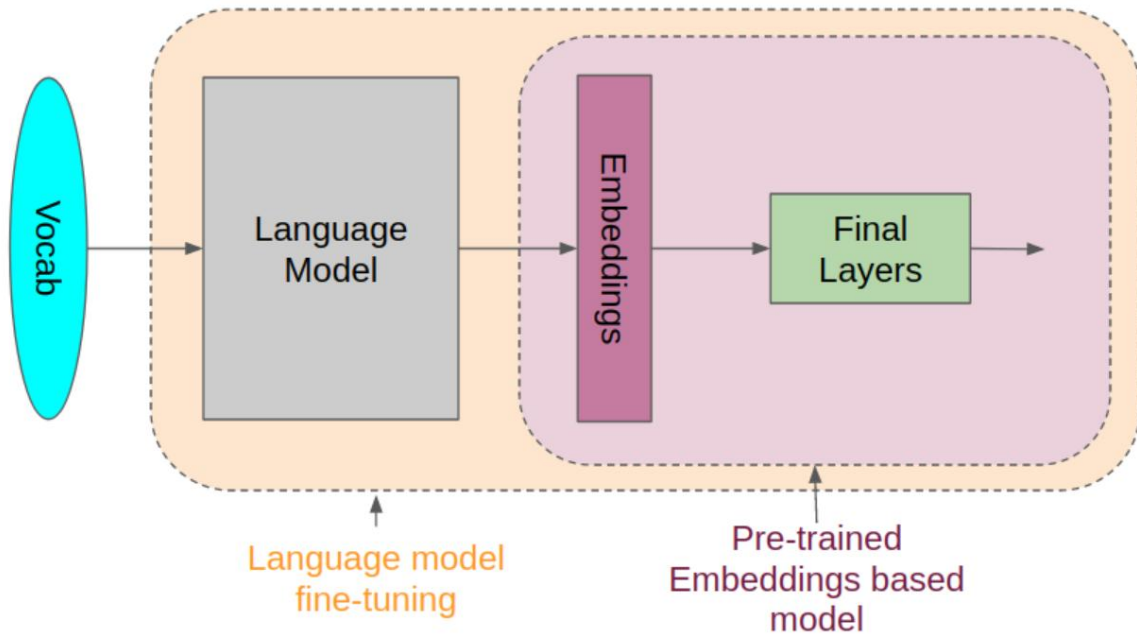 Vocab
Language
Model
Embeddings
Final
Layers
Language model
fine-tuning
Pre-trained
Embeddings based
model